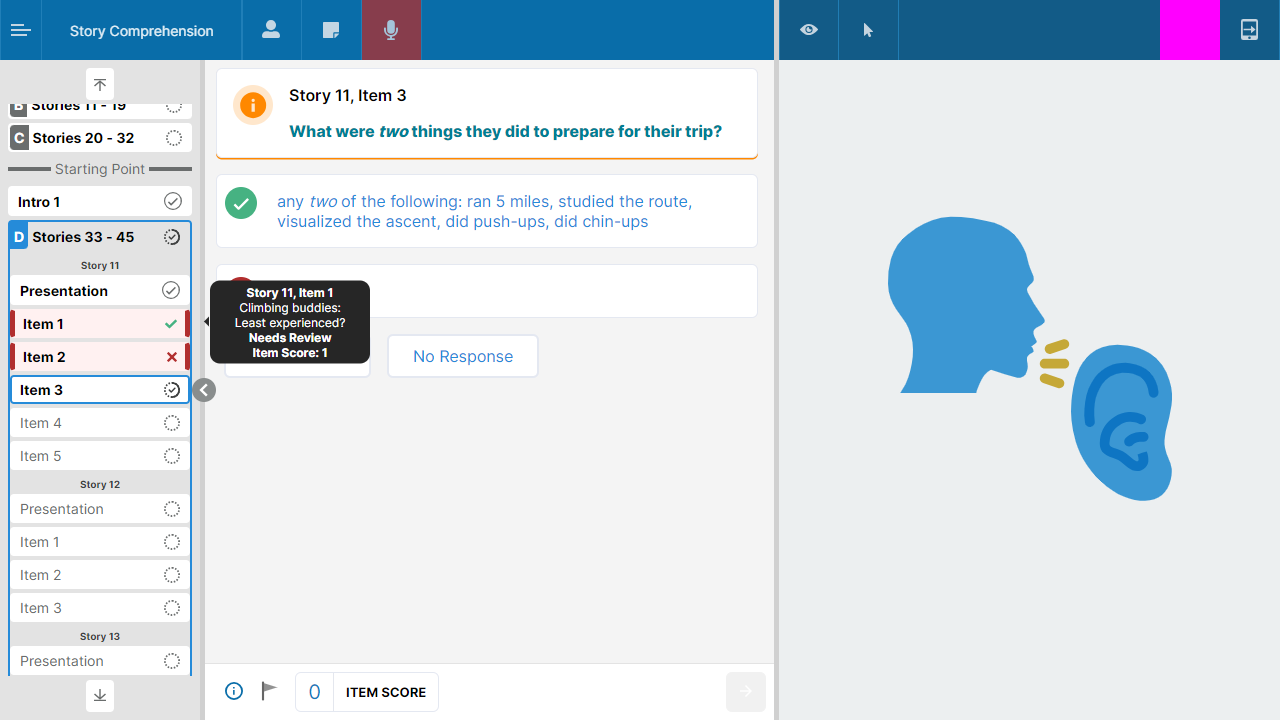 Story Comprehension
B Stories 11 - 19
C Stories 20 - 32
Starting Point
Intro 1
D Stories 33 - 45
Story 11
Presentation
Item 1
Item 2
Item 3
Item 4
Item 5
Story 12
Presentation
Item 1
Item 2
Item 3
Story 13
Presentation
Story 11, Item 3
What were two things they did to prepare for their trip?
any two of the following: ran 5 miles, studied the route,
visualized the ascent, did push-ups, did chin-ups
Story 11, Item 1
Climbing buddies:
Least experienced?
Needs Review
Item Score: 1
No Response
0 ITEM SCORE